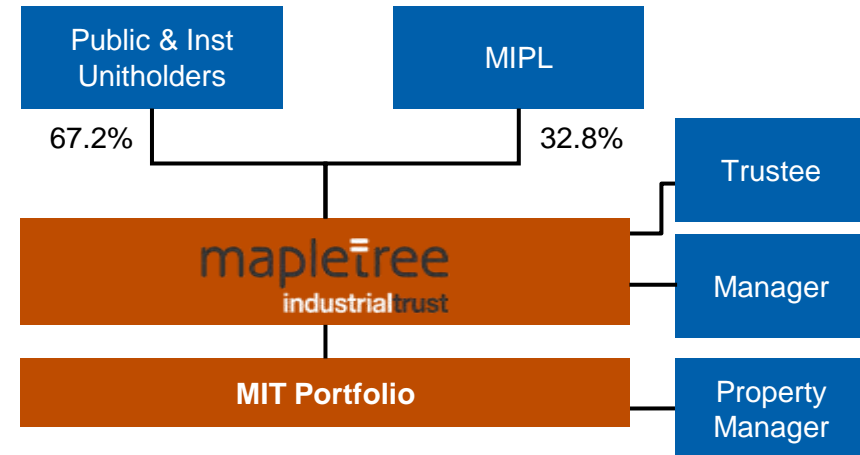 Public & Inst
Unitholders
MIPL
67.2%
32.8%
Trustee
mapletree
industrialtrust
Manager
MIT Portfolio
Property
Manager